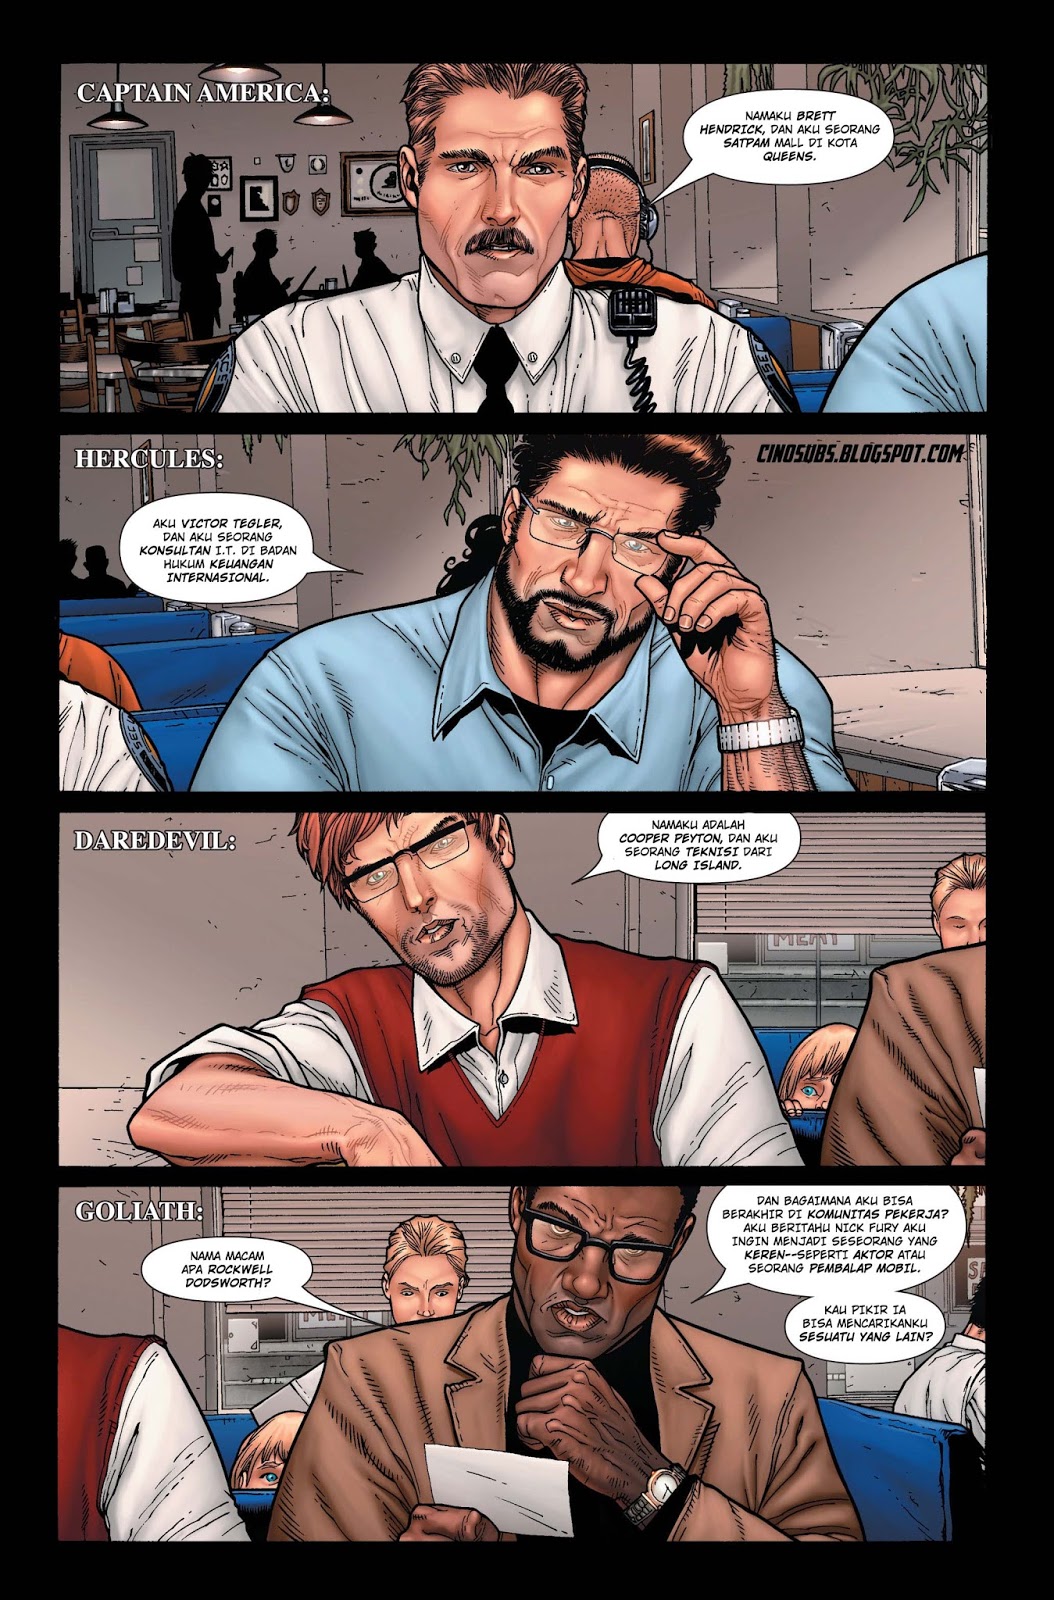 CAPTAIN AMERICA:
NAMAKU BRETT
HENDRICK, DAN AKU SEORANG
SATPAM MALL DI KOTA
QUEENS.
HERCULES:
CINOSUBS.BLOGSPOT.COM
AKU VICTOR TEGLER,
DAN AKU SEORANG
KONSULTAN I.T. DI BADAN
HUKUM KEUANGAN
INTERNASIONAL.
DAREDEVIL:
NAMAKU ADALAH
COOPER PEYTON, DAN AKU
SEORANG TEKNISI DARI
LONG ISLAND.
MEAT
GOLIATH:
NAMA MACAM
APA ROCKWELL
DODSWORTH?
DAN BAGAIMANA AKU BISA
BERAKHIR DI KOMUNITAS PEKERJA?
AKU BERITAHU NICK FURY AKU
INGIN MENJADI SESEORANG YANG
KEREN--SEPERTI AKTOR ATAU
SEORANG PEMBALAP MOBIL.
KAU PIKIR IA
BISA MENCARIKANKU
SESUATU YANG LAIN?